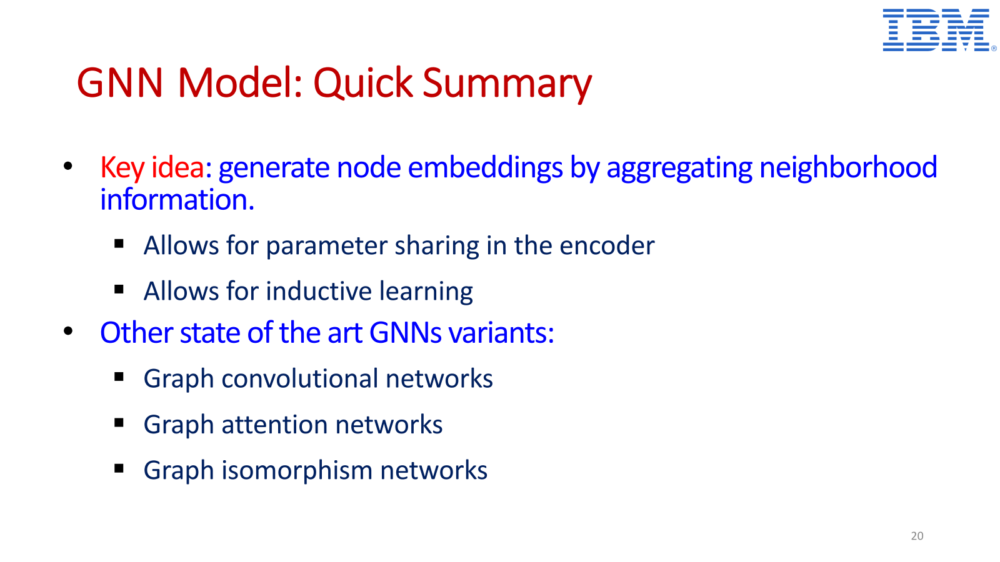 IBM®
GNN Model: Quick Summary
• Key idea: generate node embeddings by aggregating neighborhood
information.
▪ Allows for parameter sharing in the encoder
▪ Allows for inductive learning
• Other state of the art GNNs variants:
▪ Graph convolutional networks
▪ Graph attention networks
▪ Graph isomorphism networks
20